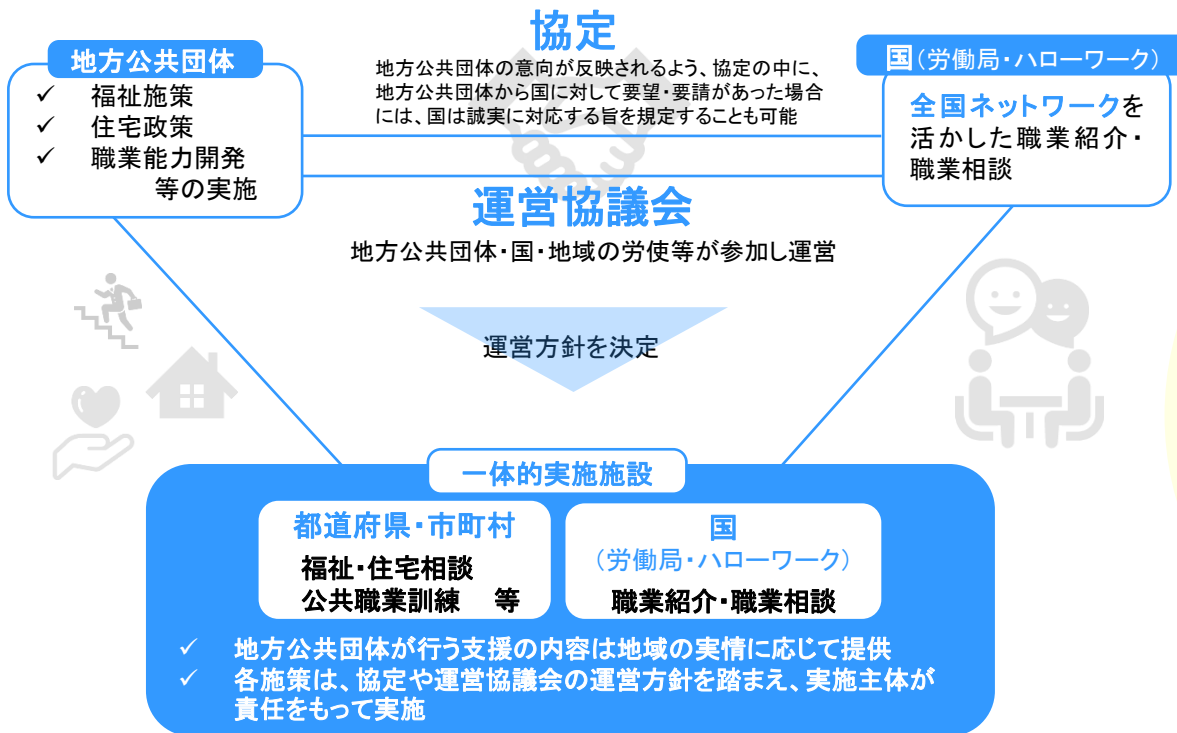 協定
地方公共団体の意向が反映されるよう、協定の中に、
地方公共団体から国に対して要望・要請があった場合
には、国は誠実に対応する旨を規定することも可能
地方公共団体
✓ 福祉施策
✓ 住宅政策
✓ 職業能力開発
等の実施
国(労働局・ハローワーク)
全国ネットワークを
活かした職業紹介・
職業相談
運営協議会
地方公共団体・国・地域の労使等が参加し運営
運営方針を決定
一体的実施施設
都道府県・市町村
福祉・住宅相談
公共職業訓練 等
国
(労働局・ハローワーク)
職業紹介・職業相談
✓ 地方公共団体が行う支援の内容は地域の実情に応じて提供
✓ 各施策は、協定や運営協議会の運営方針を踏まえ、実施主体が
責任をもって実施